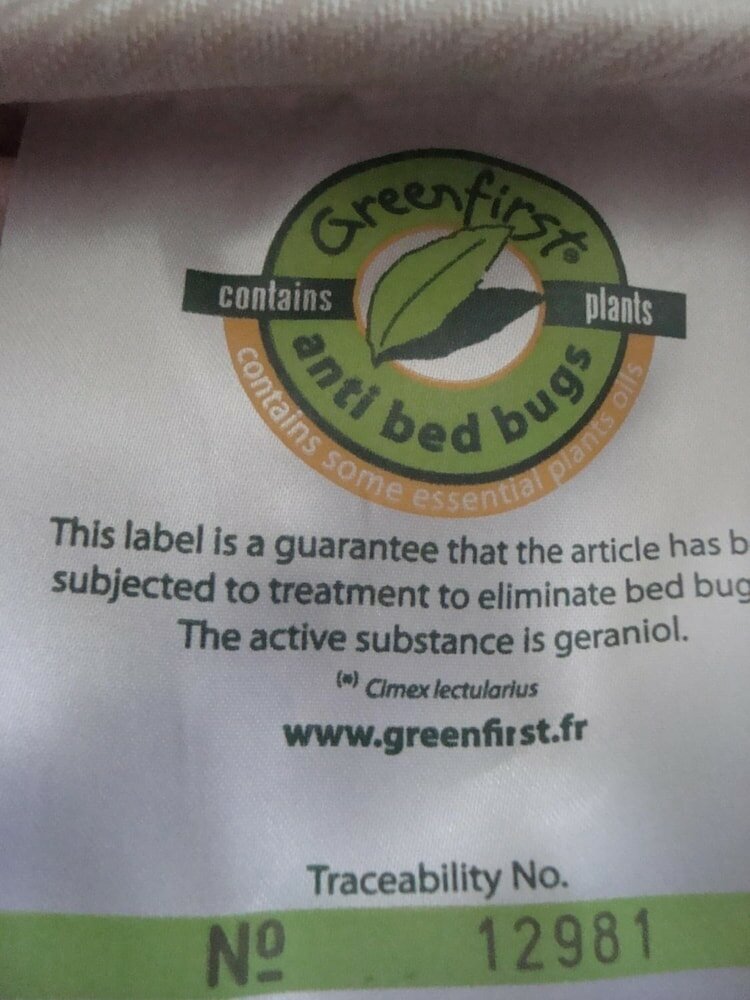 Greenfirst®
contains plants
anti bed bugs
contains some essential plants oils
This label is a guarantee that the article has b
subjected to treatment to eliminate bed bug
The active substance is geraniol.
(*) Cimex lectularius
www.greenfirst.fr
Traceability No.
Nº 12981